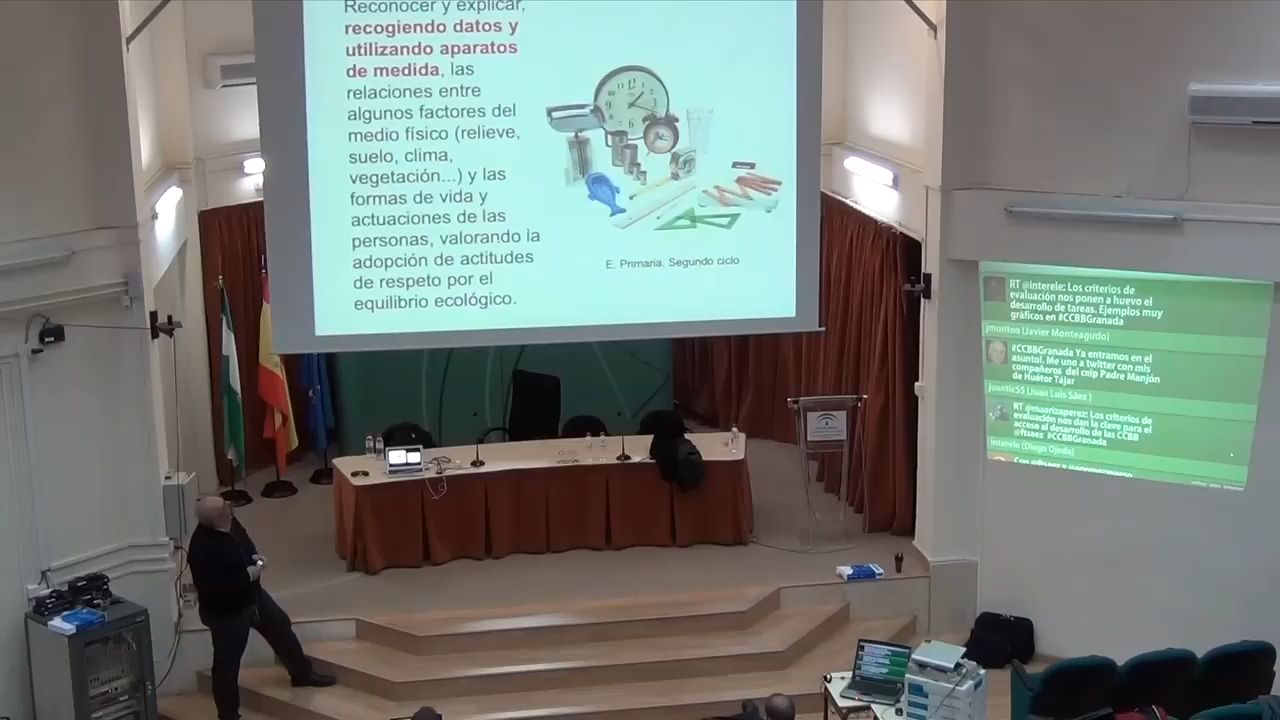 Reconocer y explicar,
recogiendo datos y
utilizando aparatos
de medida, las
relaciones entre
algunos factores del
medio físico (relieve,
suelo, clima,
vegetación...) y las
formas de vida y
actuaciones de las
personas, valorando la
adopción de actitudes
de respeto por el
equilibrio ecológico.
E. Primaria, Segundo ciclo
RT @Interele: Los criterios de
evaluación nos ponen a huevo el
desarrollo de tareas. Ejemplos muy
gráficos en #CCBBGranada
jmonteo (Javier Monteagudo)
#CCBBGranada Ya entramos en el
asunto!. Me uno a twitter con mis
compañeros del ceip Padre Manjón
de Huétor Tájar
juantic55 (Juan Luis Sáez)
RT @maarizaperez: Los criterios de
evaluación nos dan la clave para el
acceso al desarrollo de las CCBB
@ftsaez #CCBBGranada
Interele (Diego Ojeda)